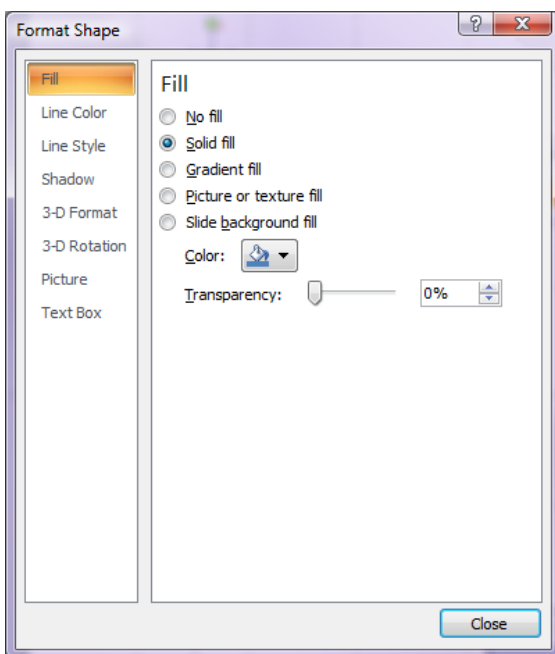 Format Shape
?
X
Fill
Line Color
Line Style
Shadow
3-D Format
3-D Rotation
Picture
Text Box
Fill
No fill
Solid fill
Gradient fill
Picture or texture fill
Slide background fill
Color:
Transparency: 0%
Close